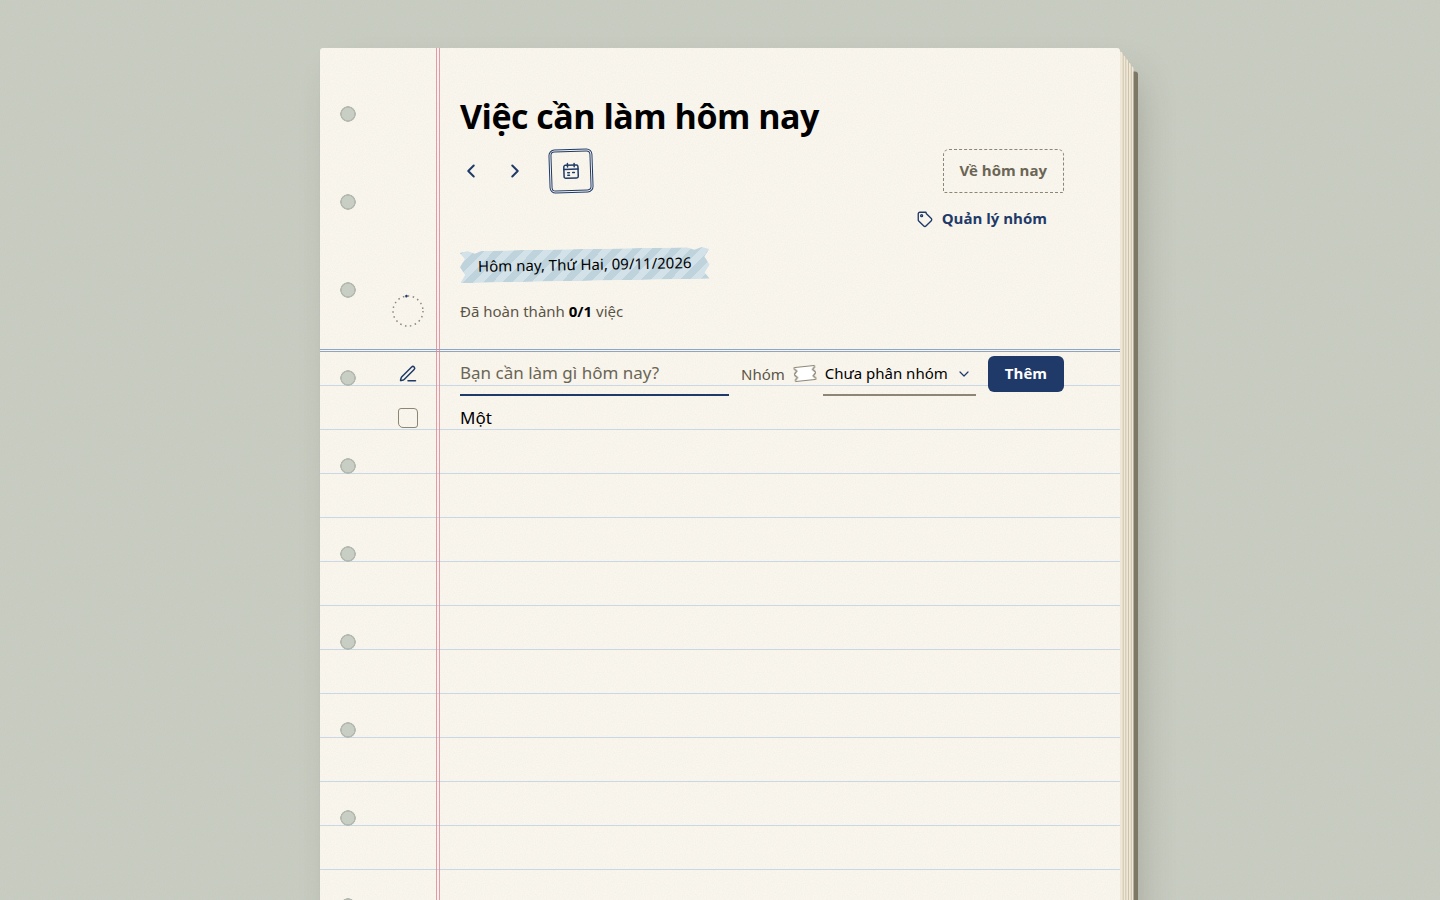 Việc cần làm hôm nay
Về hôm nay
Quản lý nhóm
Hôm nay, Thứ Hai, 09/11/2026
Đã hoàn thành 0/1 việc
Bạn cần làm gì hôm nay? Nhóm Chưa phân nhóm Thêm
Một